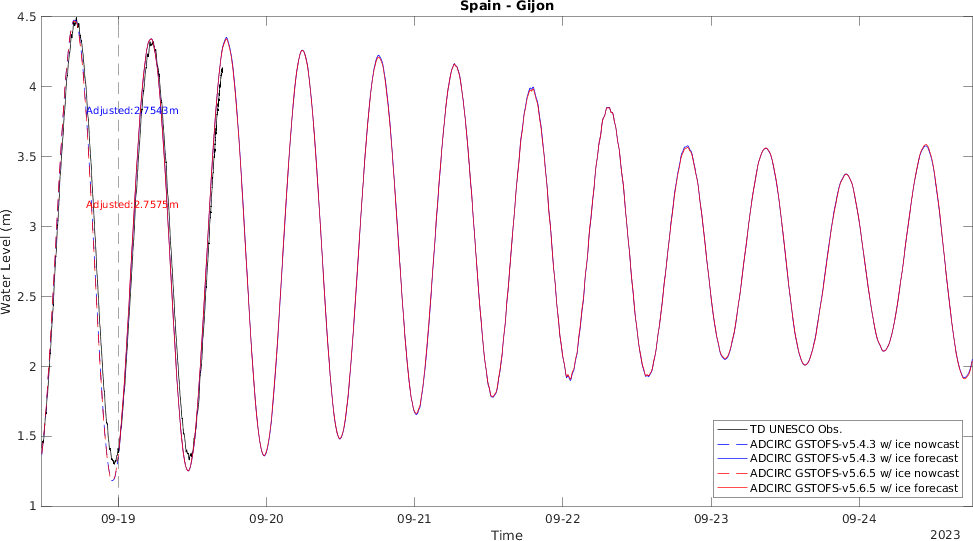 Spain - Gijon
4.5
4
3.5
3
2.5
2
1.5
1
Water Level (m)
Adjusted:2.7543m
Adjusted:2.7575m
TD UNESCO Obs.
ADCIRC GSTOFS-v5.4.3 w/ ice nowcast
ADCIRC GSTOFS-v5.4.3 w/ ice forecast
ADCIRC GSTOFS-v5.6.5 w/ ice nowcast
ADCIRC GSTOFS-v5.6.5 w/ ice forecast
09-19 09-20 09-21 09-22 09-23 09-24
Time
2023